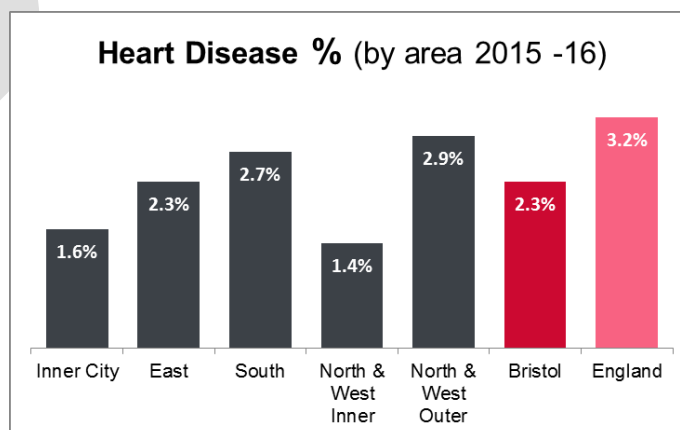 Heart Disease % (by area 2015 -16)
1.6%
2.3%
2.7%
1.4%
2.9%
2.3%
3.2%
Inner City
East
South
North &
West
Inner
North &
West
Outer
Bristol
England